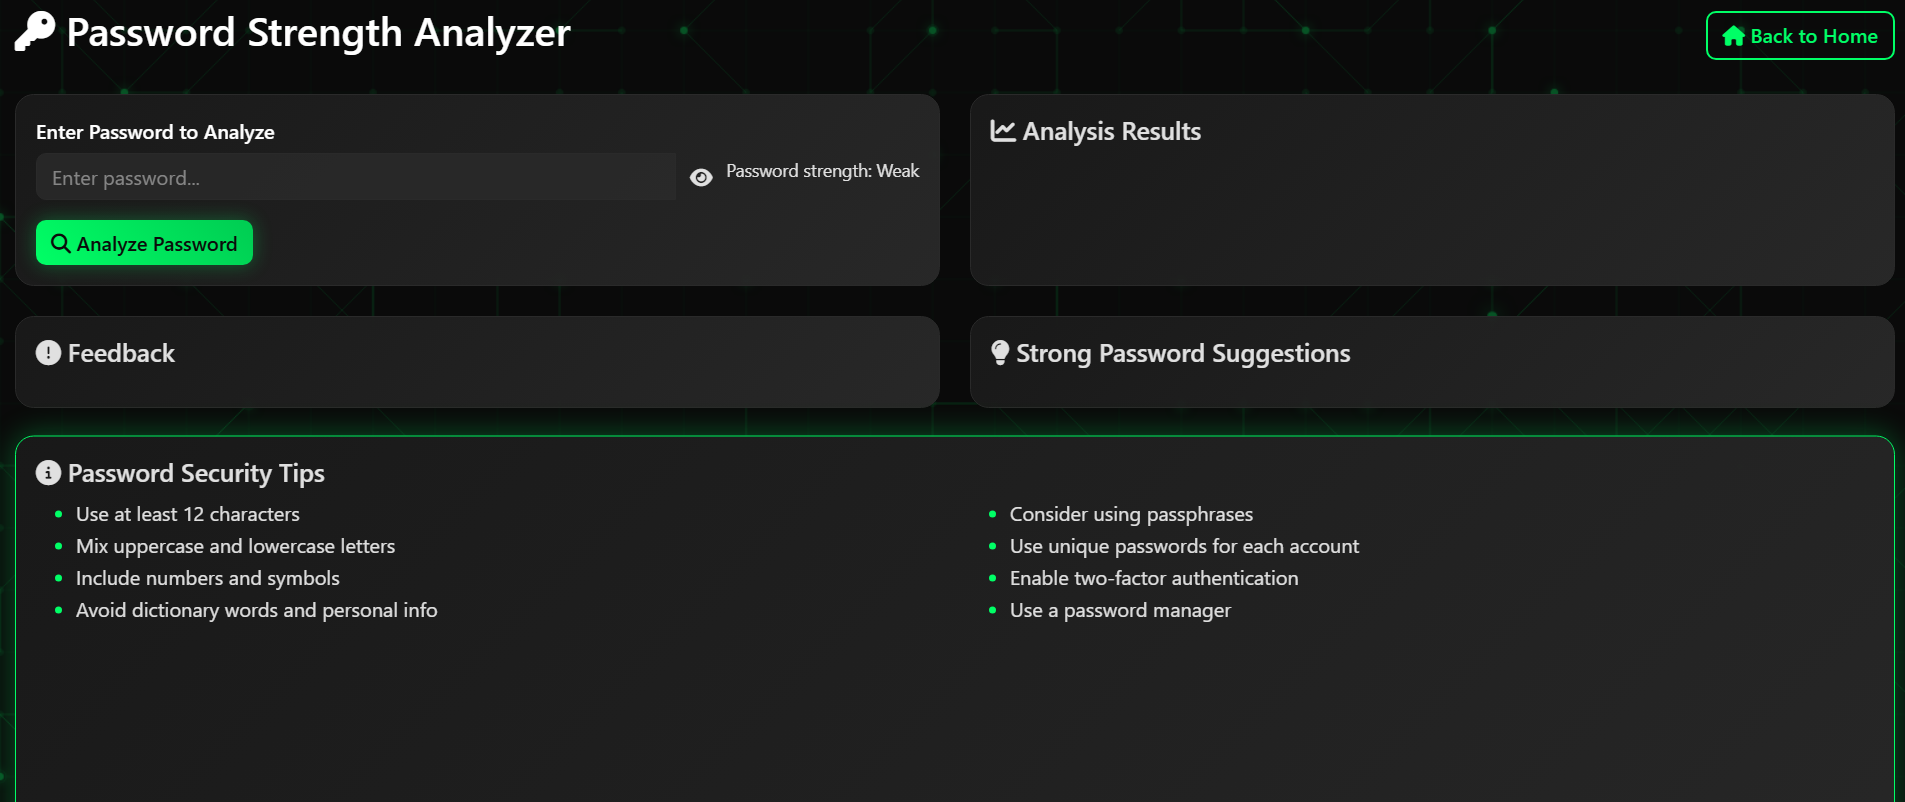 Password Strength Analyzer
Back to Home
Enter Password to Analyze
Enter password...
Password strength: Weak
Analyze Password
Analysis Results
Feedback
Strong Password Suggestions
Password Security Tips
Use at least 12 characters
Mix uppercase and lowercase letters
Include numbers and symbols
Avoid dictionary words and personal info
Consider using passphrases
Use unique passwords for each account
Enable two-factor authentication
Use a password manager